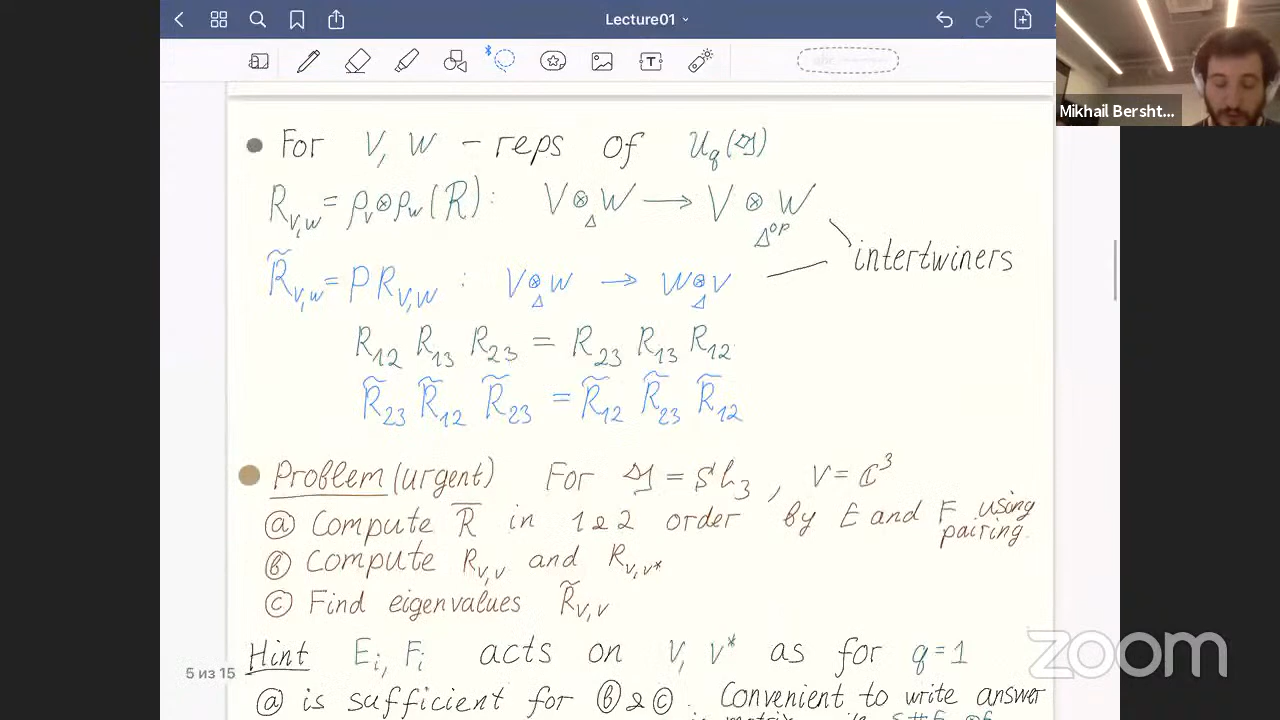 Lecture01
Mikhail Bersht...
• For V, W – reps of U_q(𝔤)
R_{V,W} = ρ_V ⊗ ρ_W (R) : V ⊗_Δ W → V ⊗_{Δ^{op}} W
intertwiners
R̃_{V,W} = P R_{V,W} : V ⊗_Δ W → W ⊗_Δ V
R_{12} R_{13} R_{23} = R_{23} R_{13} R_{12}
R̃_{23} R̃_{12} R̃_{23} = R̃_{12} R̃_{23} R̃_{12}
• Problem (urgent) For 𝔤 = sl_3, V = ℂ^3
ⓐ Compute R̅ in 1 & 2 order by E and F using pairing.
ⓑ Compute R_{V,V} and R_{V,V*}
ⓒ Find eigenvalues R̃_{V,V}
Hint E_i, F_i acts on V, V* as for q=1
5 из 15
ⓐ is sufficient for ⓑ & ⓒ. Convenient to write answer
zoom